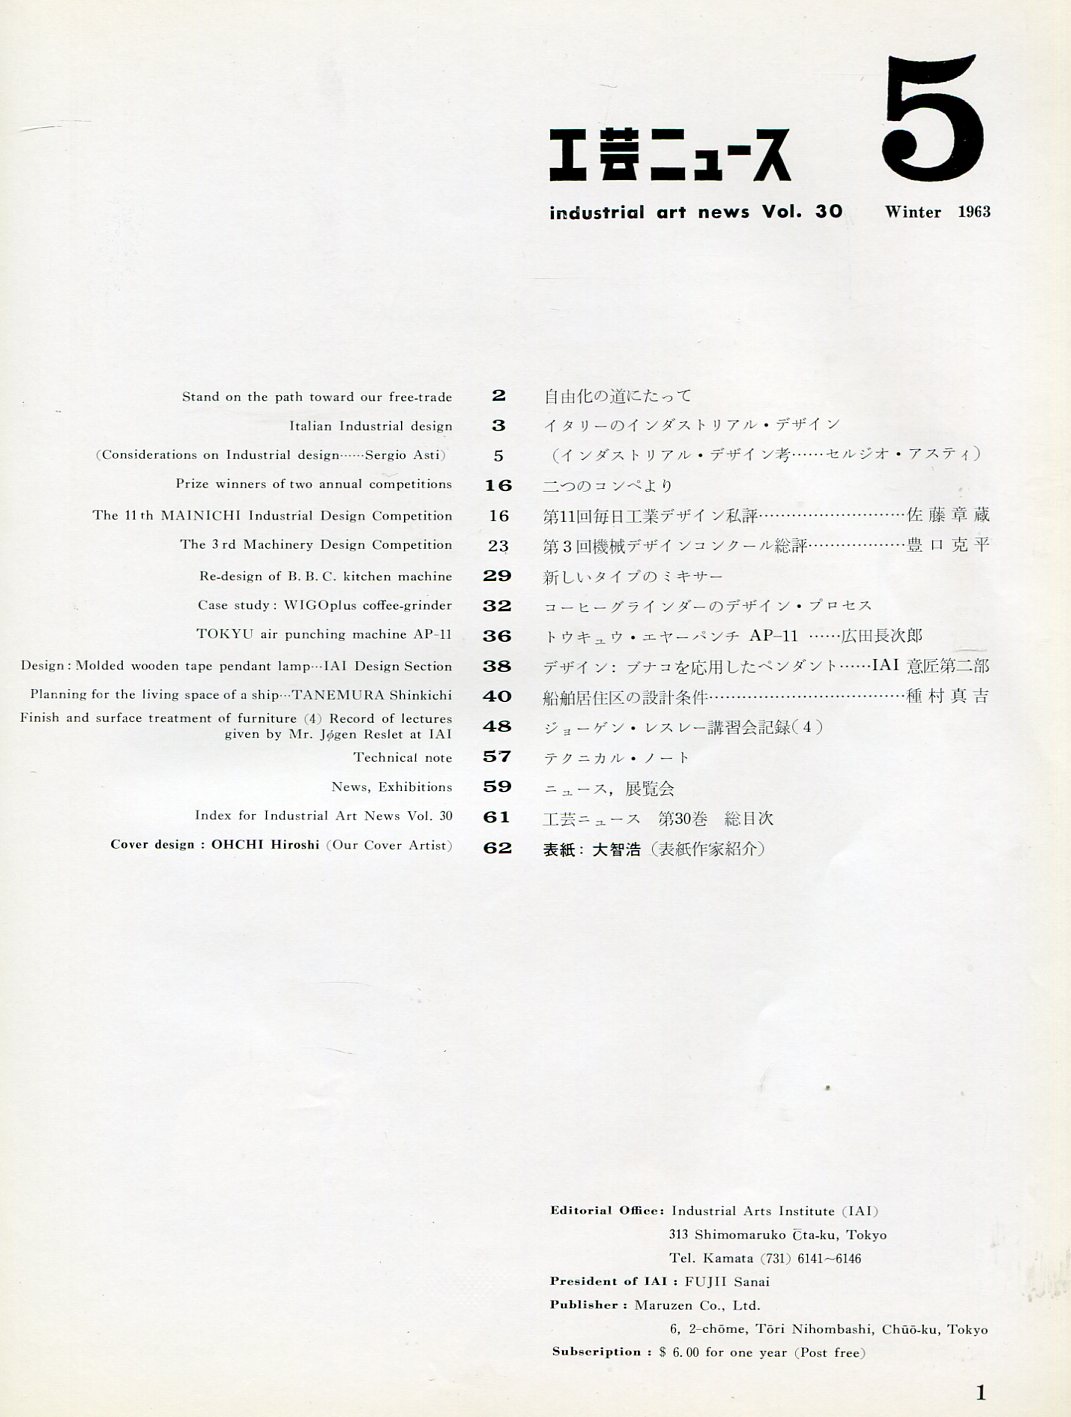 5
工芸ニュース
industrial art news Vol. 30 Winter 1963
Stand on the path toward our free-trade 2 自由化の道にたって
Italian Industrial design 3 イタリーのインダストリアル・デザイン
(Considerations on Industrial design……Sergio Asti) 5 (インダストリアル・デザイン考……セルジオ・アスティ)
Prize winners of two annual competitions 16 二つのコンペより
The 11th MAINICHI Industrial Design Competition 16 第11回毎日工業デザイン私評………………………佐藤章蔵
The 3rd Machinery Design Competition 23 第3回機械デザインコンクール総評………………豊口克平
Re-design of B.B.C. kitchen machine 29 新しいタイプのミキサー
Case study: WIGOplus coffee-grinder 32 コーヒーグラインダーのデザイン・プロセス
TOKYU air punching machine AP-11 36 トウキュウ・エヤーパンチ AP-11 ……広田長次郎
Design: Molded wooden tape pendant lamp…IAI Design Section 38 デザイン: ブナコを応用したペンダント……IAI 意匠第二部
Planning for the living space of a ship…TANEMURA Shinkichi 40 船舶居住区の設計条件………………………………種村真吉
Finish and surface treatment of furniture (4) Record of lectures
given by Mr. Jøgen Reslet at IAI 48 ジョーゲン・レスレー講習会記録(4)
Technical note 57 テクニカル・ノート
News, Exhibitions 59 ニュース, 展覧会
Index for Industrial Art News Vol. 30 61 工芸ニュース 第30巻 総目次
Cover design : OHCHI Hiroshi (Our Cover Artist) 62 表紙: 大智浩 (表紙作家紹介)
Editorial Office: Industrial Arts Institute (IAI)
313 Shimomaruko Ōta-ku, Tokyo
Tel. Kamata (731) 6141~6146
President of IAI : FUJII Sanai
Publisher : Maruzen Co., Ltd.
6, 2-chōme, Tōri Nihombashi, Chūō-ku, Tokyo
Subscription : $ 6.00 for one year (Post free)
1